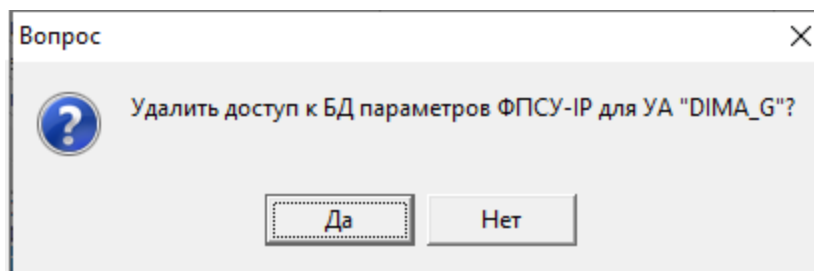 Вопрос
Удалить доступ к БД параметров ФПСУ-IP для УА "DIMA_G"?
Да
Нет